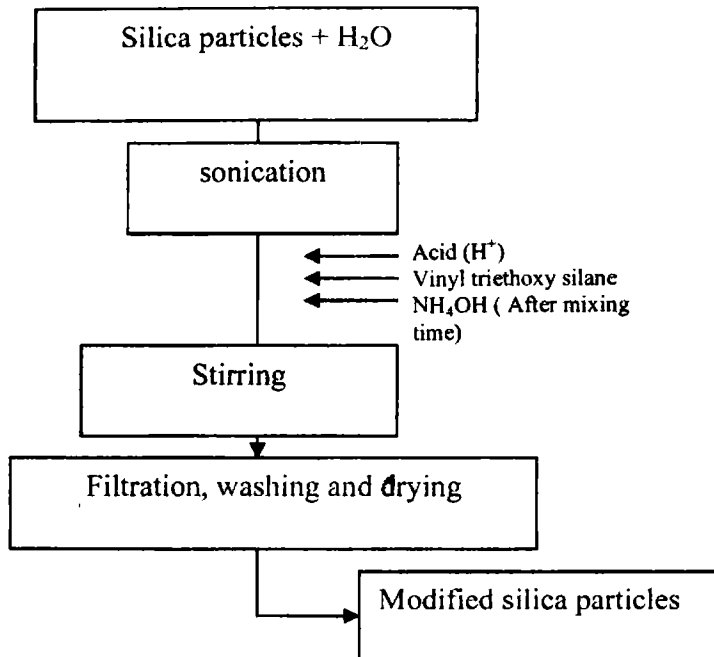 Silica particles + H₂O
sonication
Acid (H⁺)
Vinyl triethoxy silane
NH₄OH ( After mixing
time)
Stirring
Filtration, washing and drying
Modified silica particles